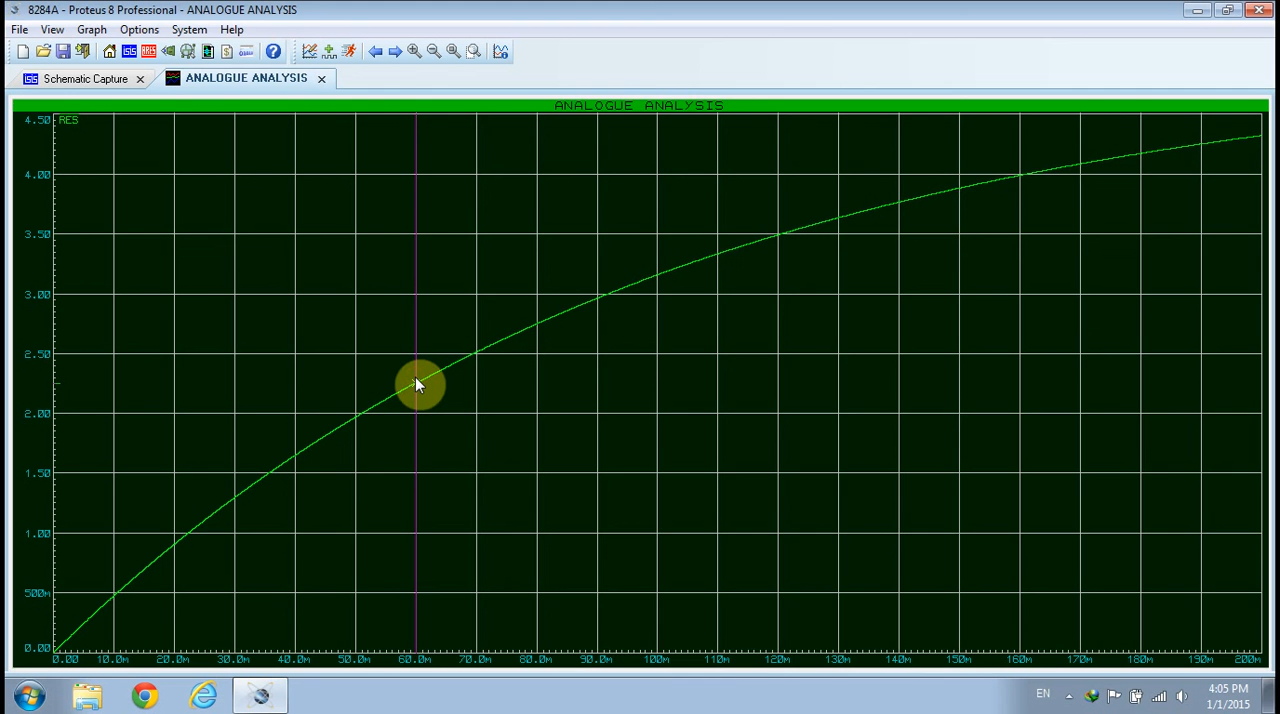 8284A - Proteus 8 Professional - ANALOGUE ANALYSIS
File View Graph Options System Help
Schematic Capture
ANALOGUE ANALYSIS
ANALOGUE ANALYSIS
4.50 RES
4.00
3.50
3.00
2.50
2.00
1.50
1.00
500m
0.00
0.00 10.0m 20.0m 30.0m 40.0m 50.0m 60.0m 70.0m 80.0m 90.0m 100m 110m 120m 130m 140m 150m 160m 170m 180m 190m 200m
EN
4:05 PM
1/1/2015